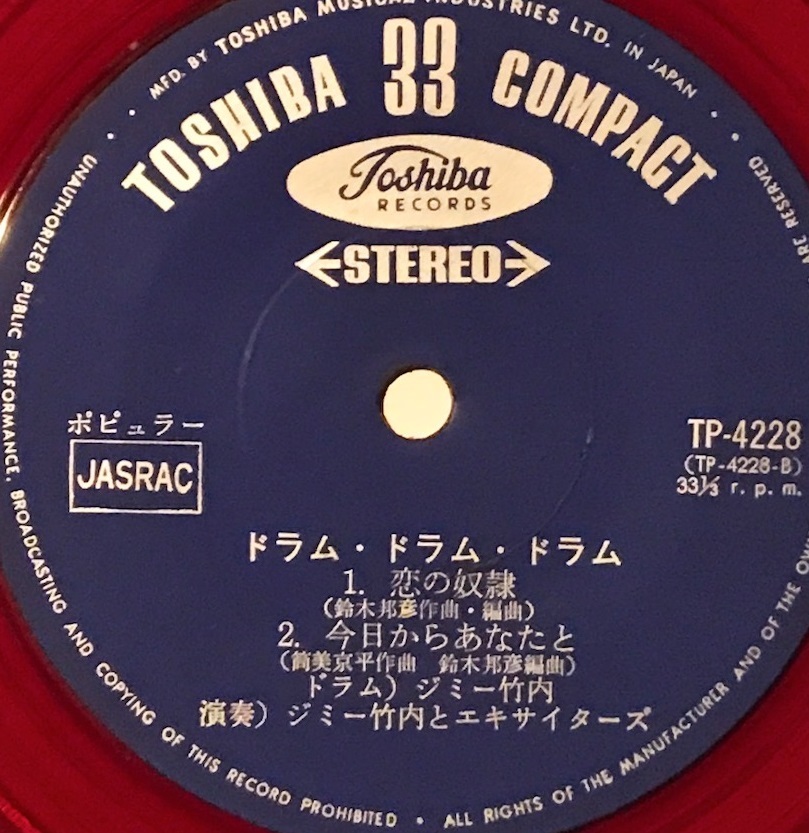 MFD. BY TOSHIBA MUSICAL INDUSTRIES LTD. IN JAPAN
TOSHIBA 33 COMPACT
Toshiba
RECORDS
STEREO
ポピュラー
JASRAC
TP-4228
(TP-4228-B)
33⅓ r. p. m.
ドラム・ドラム・ドラム
1. 恋の奴隷
(鈴木邦彦作曲・編曲)
2. 今日からあなたと
(筒美京平作曲 鈴木邦彦編曲)
ドラム) ジミー竹内
演奏) ジミー竹内とエキサイターズ
UNAUTHORIZED PUBLIC PERFORMANCE, BROADCASTING AND COPYING OF THIS RECORD PROHIBITED • ALL RIGHTS OF THE MANUFACTURER AND OF THE ARE RESERVED